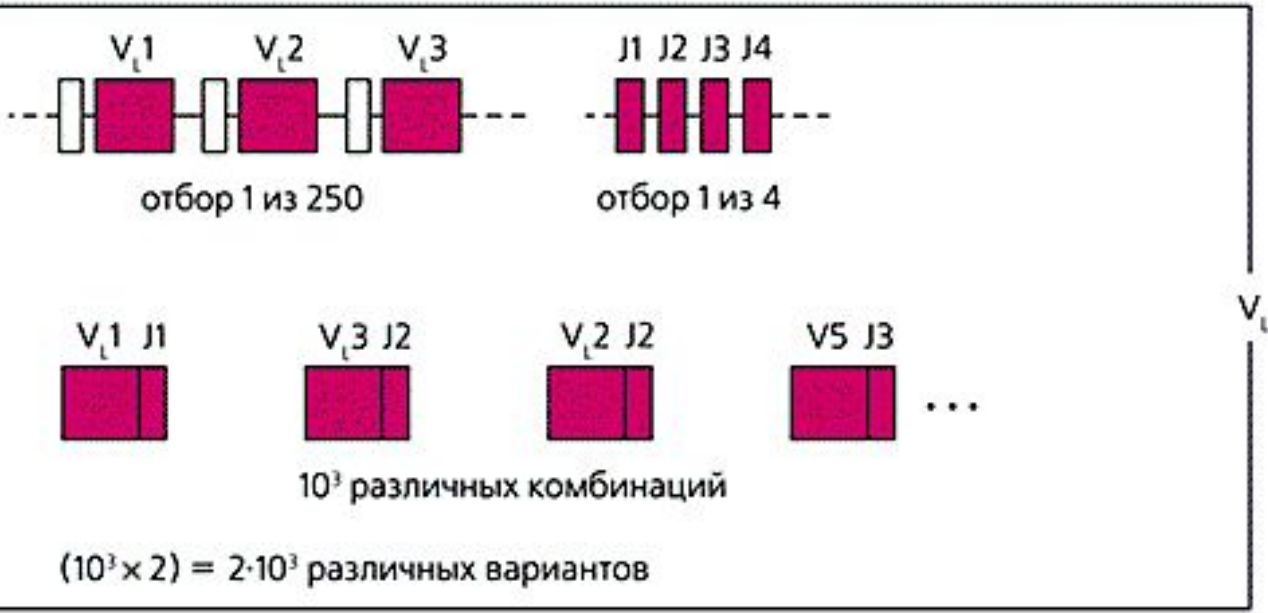 V_L1 V_L2 V_L3 J1 J2 J3 J4
отбор 1 из 250 отбор 1 из 4
V_L
V_L1 J1 V_L3 J2 V_L2 J2 V5 J3
...
10³ различных комбинаций
(10³ × 2) = 2·10³ различных вариантов